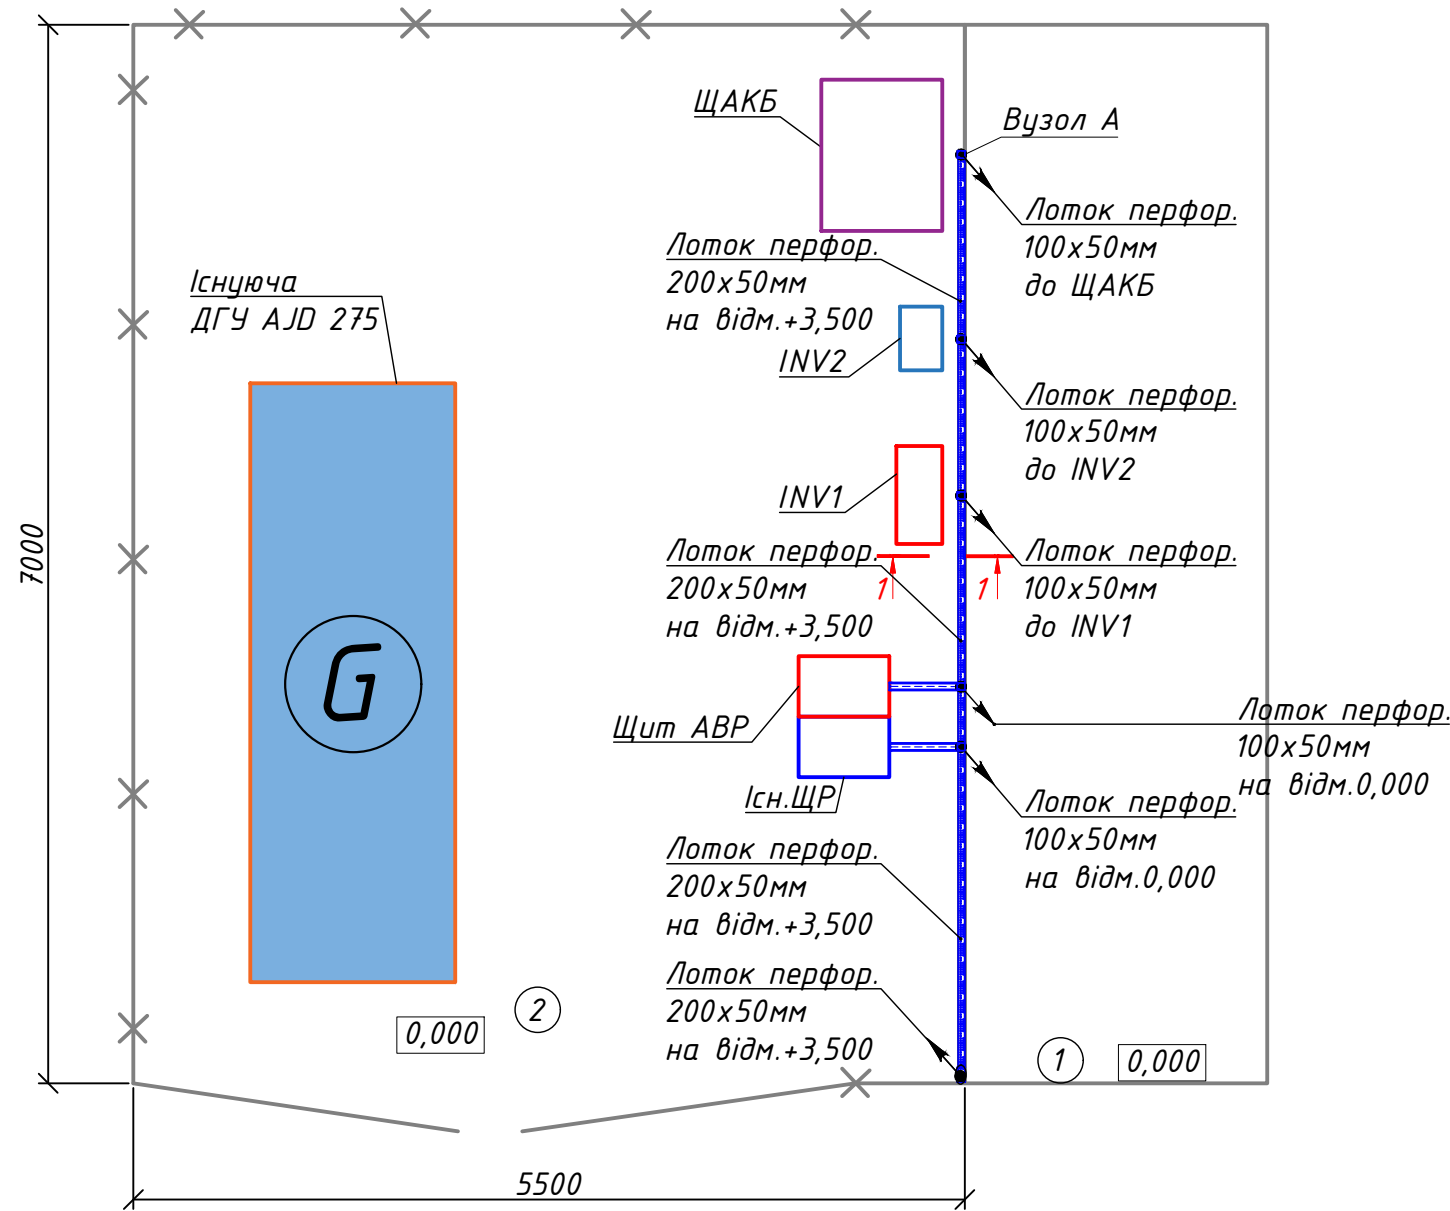 ЩАКБ
Вузол А
Лоток перфор.
100х50мм
до ЩАКБ
Лоток перфор.
200х50мм
на відм.+3,500
Існуюча
ДГУ AJD 275
INV2
Лоток перфор.
100х50мм
до INV2
INV1
Лоток перфор.
200х50мм
на відм.+3,500
1
1
Лоток перфор.
100х50мм
до INV1
7000
G
Щит АВР
Лоток перфор.
100х50мм
на відм.0,000
Існ.ЩР
Лоток перфор.
100х50мм
на відм.0,000
Лоток перфор.
200х50мм
на відм.+3,500
Лоток перфор.
200х50мм
на відм.+3,500
2
0,000
1
0,000
5500